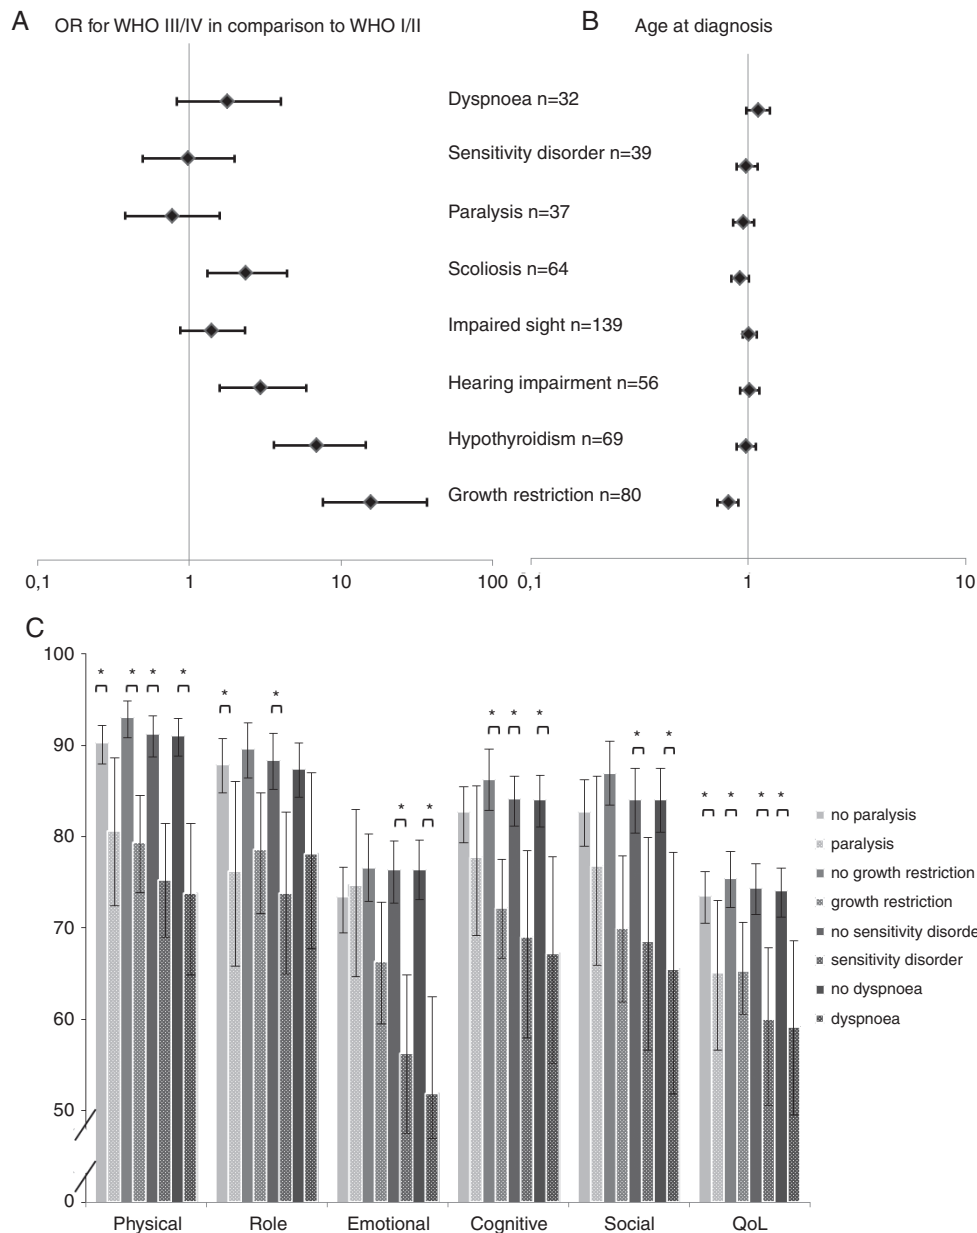 A
OR for WHO III/IV in comparison to WHO I/II
B
Age at diagnosis
Dyspnoea n=32
Sensitivity disorder n=39
Paralysis n=37
Scoliosis n=64
Impaired sight n=139
Hearing impairment n=56
Hypothyroidism n=69
Growth restriction n=80
0,1 1 10 100
0,1 1 10
C
100
90
80
70
60
50
0
* * * *
* *
* *
* * *
* *
* * * *
no paralysis
paralysis
no growth restriction
growth restriction
no sensitivity disorde
sensitivity disorder
no dyspnoea
dyspnoea
Physical Role Emotional Cognitive Social QoL